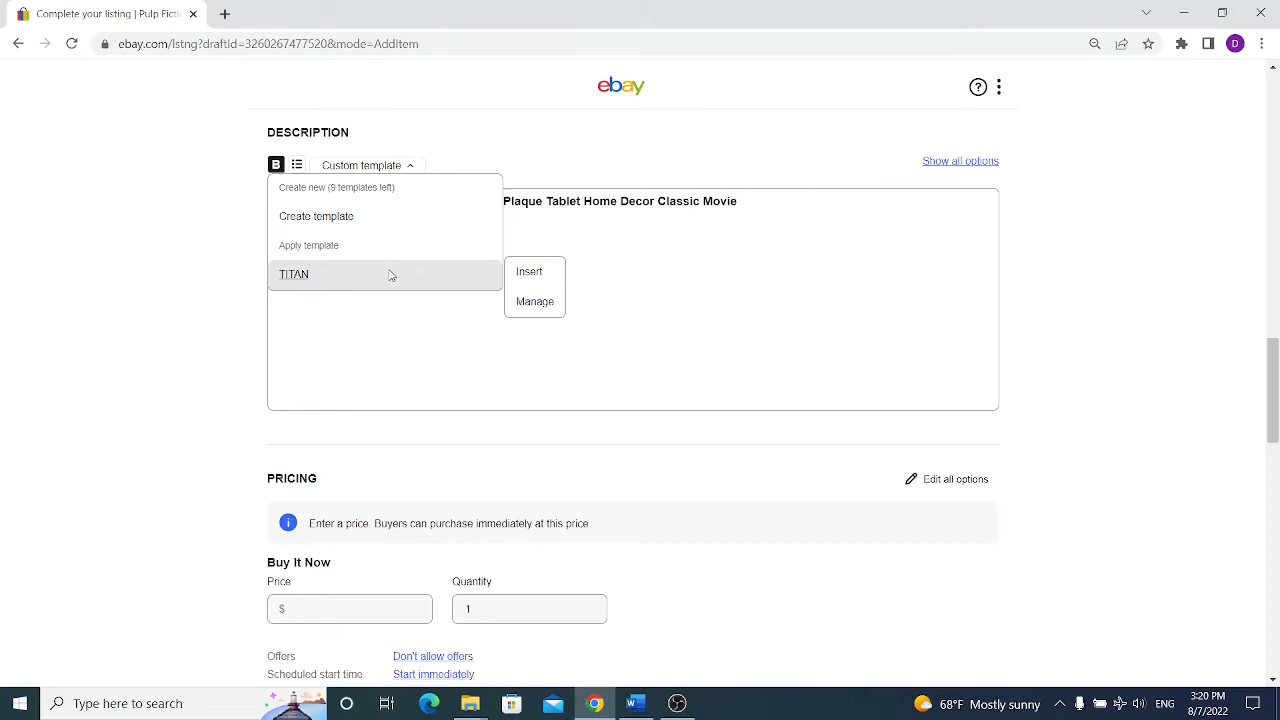 Complete your listing | Pulp Fictic
ebay.com/lstng?draftId=3260267477520&mode=AddItem
D
ebay
?
DESCRIPTION
B
Custom template
Show all options
Create new (9 templates left)
Plaque Tablet Home Decor Classic Movie
Create template
Apply template
TITAN
Insert
Manage
PRICING
Edit all options
i
Enter a price. Buyers can purchase immediately at this price
Buy It Now
Price
Quantity
$
1
Offers
Don't allow offers
Scheduled start time
Start immediately
Type here to search
68°F Mostly sunny
ENG
3:20 PM
8/7/2022